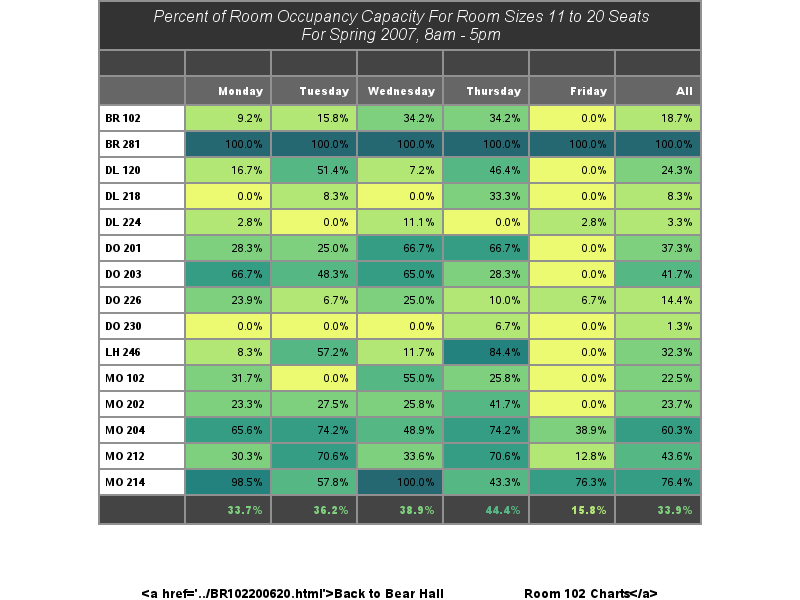 Percent of Room Occupancy Capacity For Room Sizes 11 to 20 Seats
For Spring 2007, 8am - 5pm
Monday Tuesday Wednesday Thursday Friday All
BR 102 9.2% 15.8% 34.2% 34.2% 0.0% 18.7%
BR 281 100.0% 100.0% 100.0% 100.0% 100.0% 100.0%
DL 120 16.7% 51.4% 7.2% 46.4% 0.0% 24.3%
DL 218 0.0% 8.3% 0.0% 33.3% 0.0% 8.3%
DL 224 2.8% 0.0% 11.1% 0.0% 2.8% 3.3%
DO 201 28.3% 25.0% 66.7% 66.7% 0.0% 37.3%
DO 203 66.7% 48.3% 65.0% 28.3% 0.0% 41.7%
DO 226 23.9% 6.7% 25.0% 10.0% 6.7% 14.4%
DO 230 0.0% 0.0% 0.0% 6.7% 0.0% 1.3%
LH 246 8.3% 57.2% 11.7% 84.4% 0.0% 32.3%
MO 102 31.7% 0.0% 55.0% 25.8% 0.0% 22.5%
MO 202 23.3% 27.5% 25.8% 41.7% 0.0% 23.7%
MO 204 65.6% 74.2% 48.9% 74.2% 38.9% 60.3%
MO 212 30.3% 70.6% 33.6% 70.6% 12.8% 43.6%
MO 214 98.5% 57.8% 100.0% 43.3% 76.3% 76.4%
33.7% 36.2% 38.9% 44.4% 15.8% 33.9%
<a href='../BR102200620.html'>Back to Bear Hall Room 102 Charts</a>